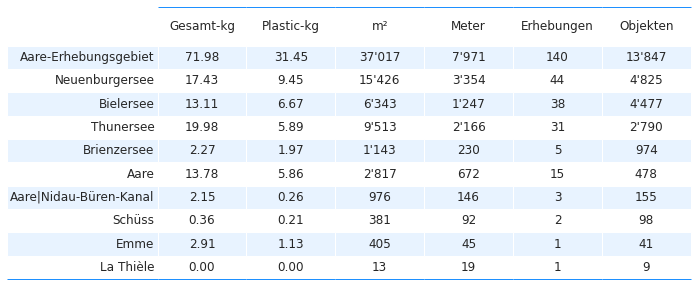 Gesamt-kg Plastic-kg m² Meter Erhebungen Objekten
Aare-Erhebungsgebiet 71.98 31.45 37'017 7'971 140 13'847
Neuenburgersee 17.43 9.45 15'426 3'354 44 4'825
Bielersee 13.11 6.67 6'343 1'247 38 4'477
Thunersee 19.98 5.89 9'513 2'166 31 2'790
Brienzersee 2.27 1.97 1'143 230 5 974
Aare 13.78 5.86 2'817 672 15 478
Aare|Nidau-Büren-Kanal 2.15 0.26 976 146 3 155
Schüss 0.36 0.21 381 92 2 98
Emme 2.91 1.13 405 45 1 41
La Thièle 0.00 0.00 13 19 1 9